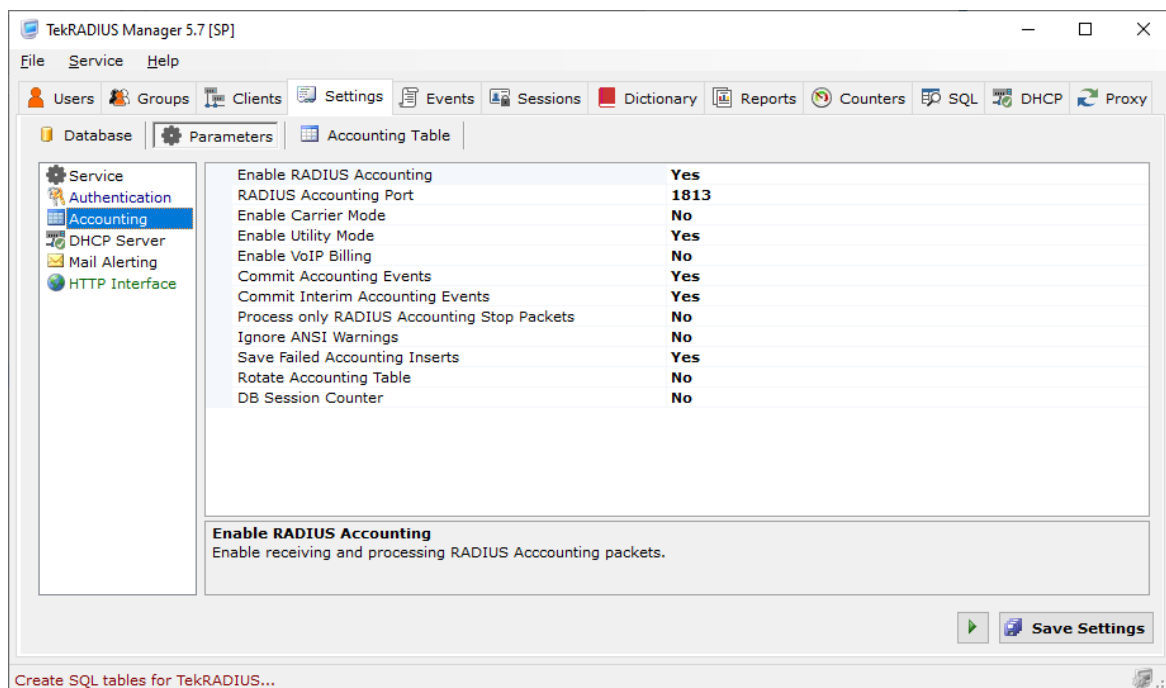 TekRADIUS Manager 5.7 [SP]
File Service Help
Users Groups Clients Settings Events Sessions Dictionary Reports Counters SQL DHCP Proxy
Database Parameters Accounting Table
Service
Authentication
Accounting
DHCP Server
Mail Alerting
HTTP Interface
Enable RADIUS Accounting Yes
RADIUS Accounting Port 1813
Enable Carrier Mode No
Enable Utility Mode Yes
Enable VoIP Billing No
Commit Accounting Events Yes
Commit Interim Accounting Events Yes
Process only RADIUS Accounting Stop Packets No
Ignore ANSI Warnings No
Save Failed Accounting Inserts Yes
Rotate Accounting Table No
DB Session Counter No
Enable RADIUS Accounting
Enable receiving and processing RADIUS Acccounting packets.
Save Settings
Create SQL tables for TekRADIUS...